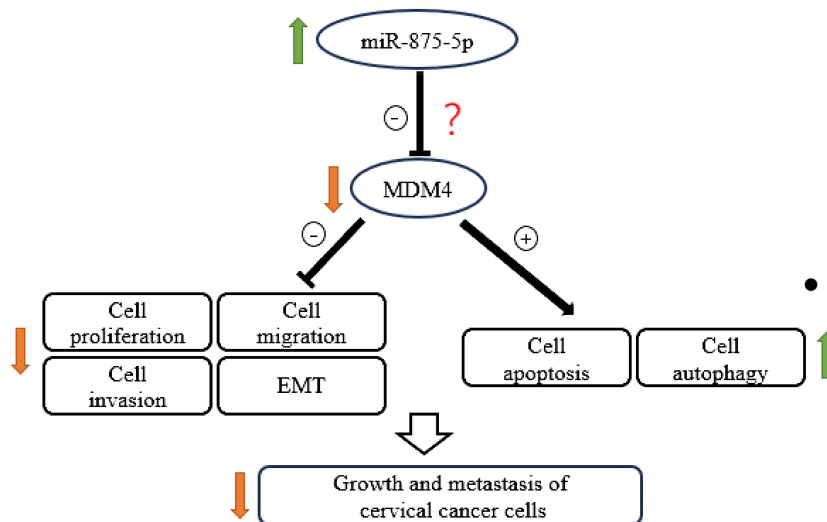 miR-875-5p
-
?
MDM4
-
+
Cell
proliferation
Cell
migration
Cell
invasion
EMT
Cell
apoptosis
Cell
autophagy
Growth and metastasis of
cervical cancer cells